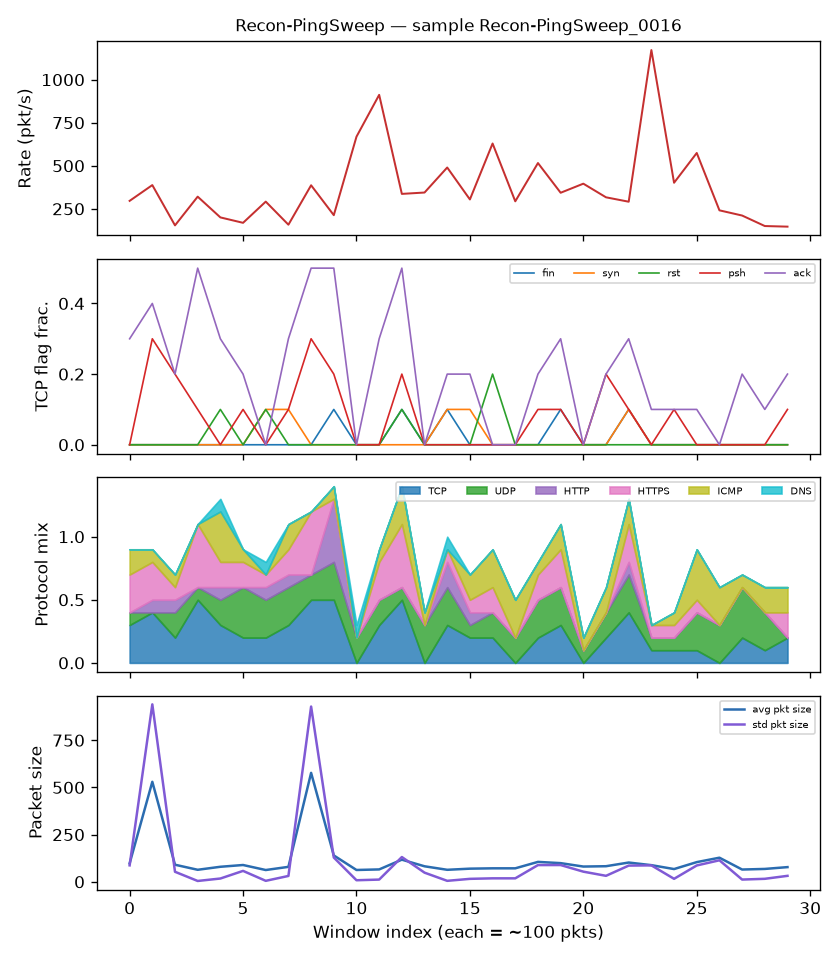 Recon-PingSweep — sample Recon-PingSweep_0016
Rate (pkt/s)
1000
750
500
250
TCP flag frac.
0.4
0.2
0.0
fin syn rst psh ack
Protocol mix
1.0
0.5
0.0
TCP UDP HTTP HTTPS ICMP DNS
Packet size
750
500
250
0
avg pkt size
std pkt size
0 5 10 15 20 25 30
Window index (each = ~100 pkts)